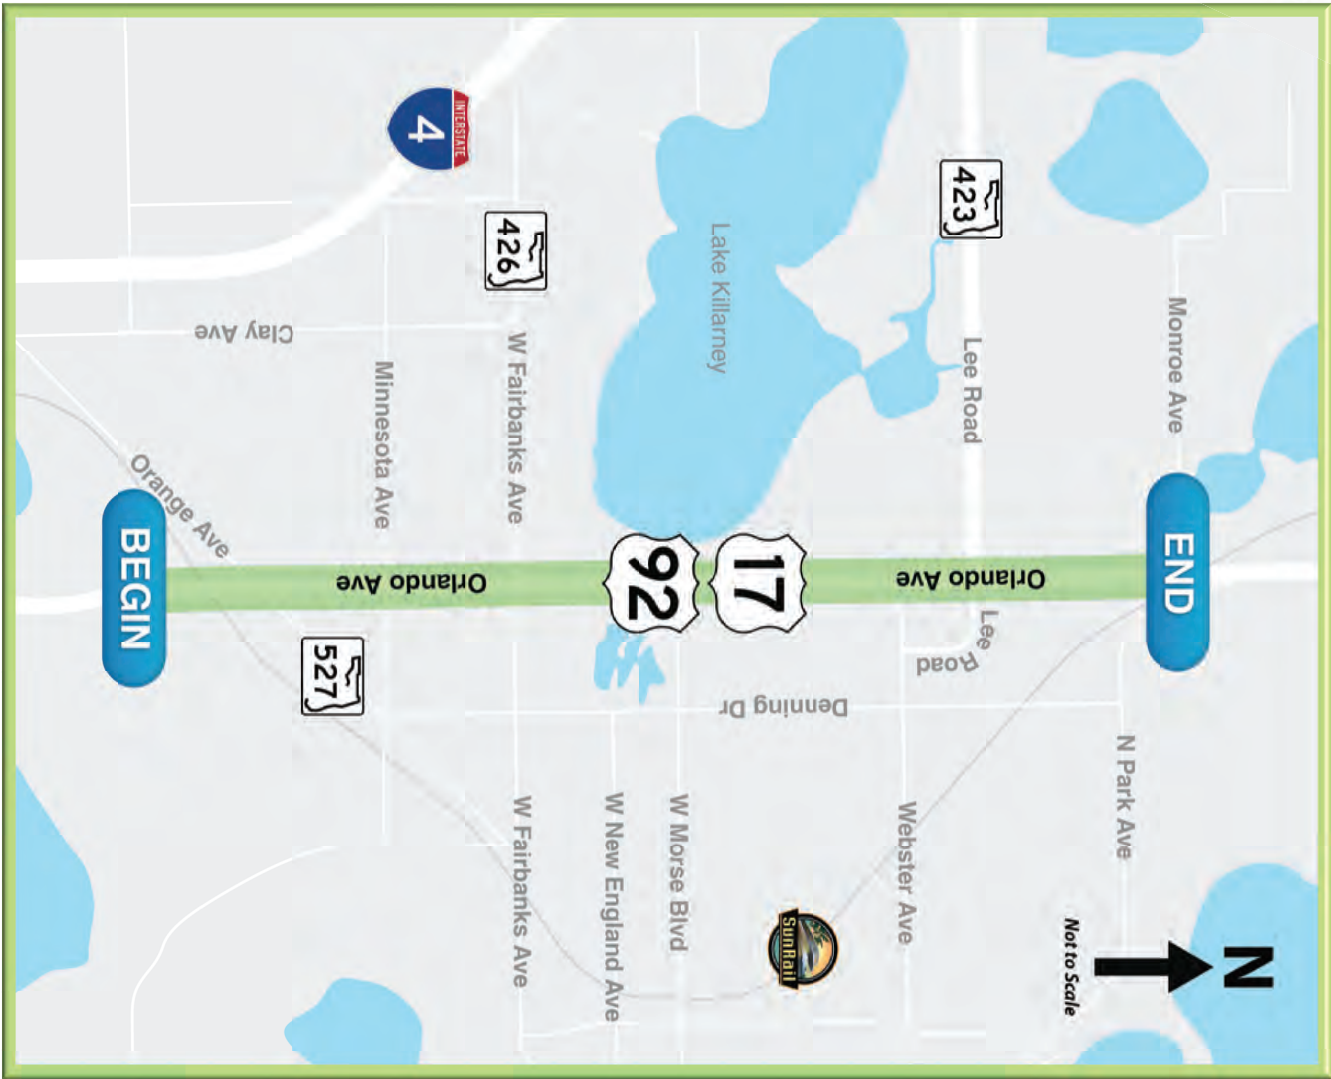 N
Not to Scale
END
Monroe Ave
N Park Ave
423
Lee Road
Lee Road
Orlando Ave
Webster Ave
Denning Dr
SunRail
Lake Killarney
17
92
W Morse Blvd
W New England Ave
426
W Fairbanks Ave
W Fairbanks Ave
INTERSTATE
4
Minnesota Ave
Orlando Ave
Clay Ave
527
Orange Ave
BEGIN